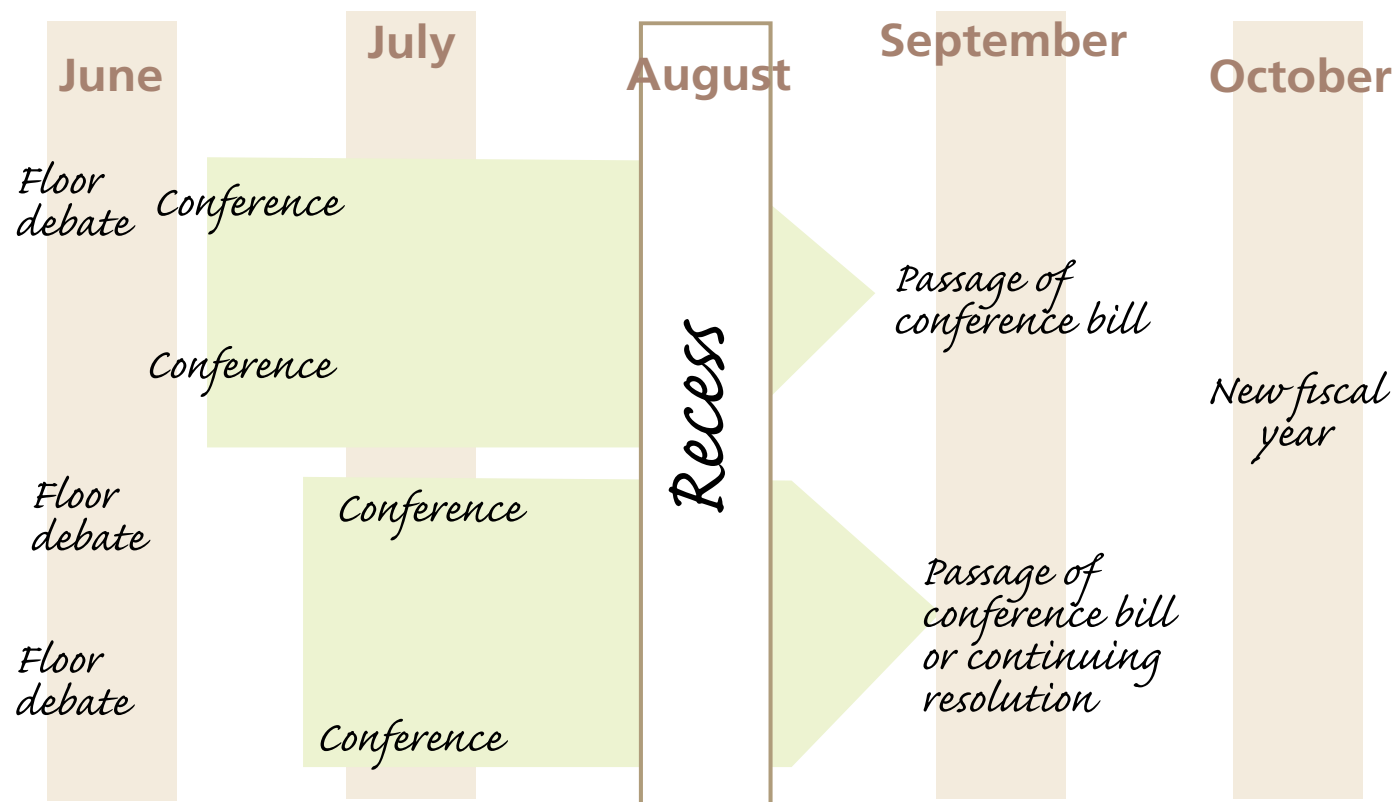 June
July
August
September
October
Floor
debate
Conference
Conference
Floor
debate
Conference
Floor
debate
Conference
Recess
Passage of
conference bill
Passage of
conference bill
or continuing
resolution
New fiscal
year